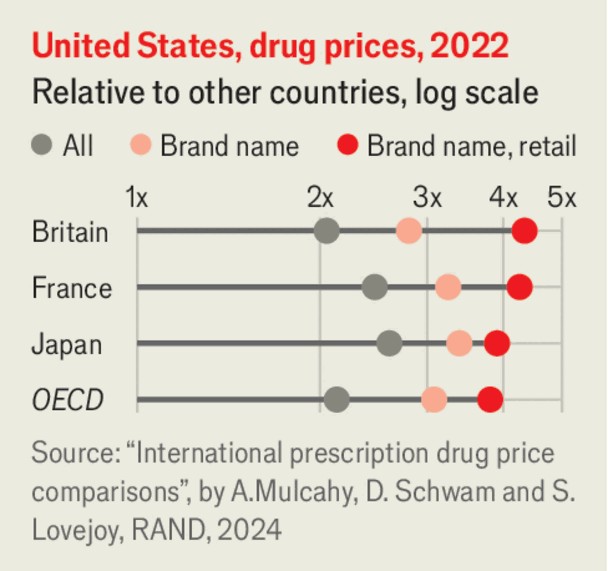 United States, drug prices, 2022
Relative to other countries, log scale
All Brand name Brand name, retail
1x 2x 3x 4x 5x
Britain
France
Japan
OECD
Source: “International prescription drug price
comparisons”, by A.Mulcahy, D. Schwam and S.
Lovejoy, RAND, 2024